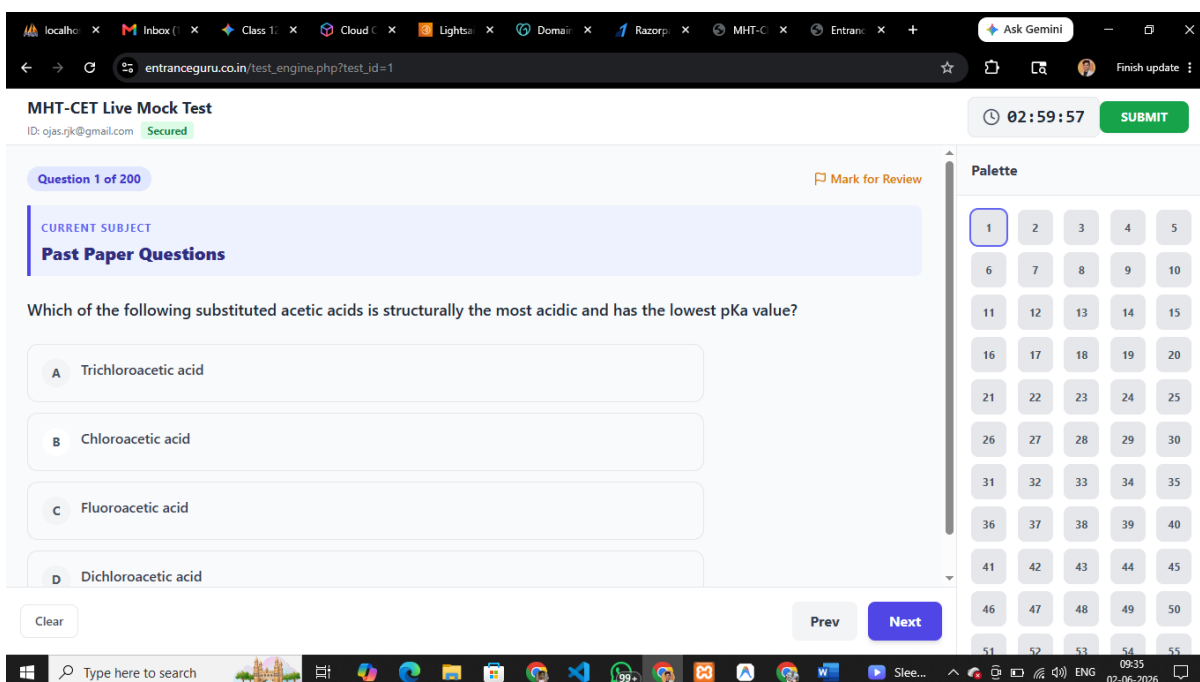 localho
Inbox (1
Class 12
Cloud C
Lightsa
Domain
Razorp
MHT-C
Entranc
Ask Gemini
entranceguru.co.in/test_engine.php?test_id=1
Finish update
MHT-CET Live Mock Test
ID: ojas.rjk@gmail.com Secured
02:59:57
SUBMIT
Question 1 of 200
Mark for Review
CURRENT SUBJECT
Past Paper Questions
Which of the following substituted acetic acids is structurally the most acidic and has the lowest pKa value?
A Trichloroacetic acid
B Chloroacetic acid
C Fluoroacetic acid
D Dichloroacetic acid
Clear
Prev
Next
Palette
1 2 3 4 5
6 7 8 9 10
11 12 13 14 15
16 17 18 19 20
21 22 23 24 25
26 27 28 29 30
31 32 33 34 35
36 37 38 39 40
41 42 43 44 45
46 47 48 49 50
51 52 53 54 55
Type here to search
99+
W
Slee...
ENG
09:35
02-06-2026